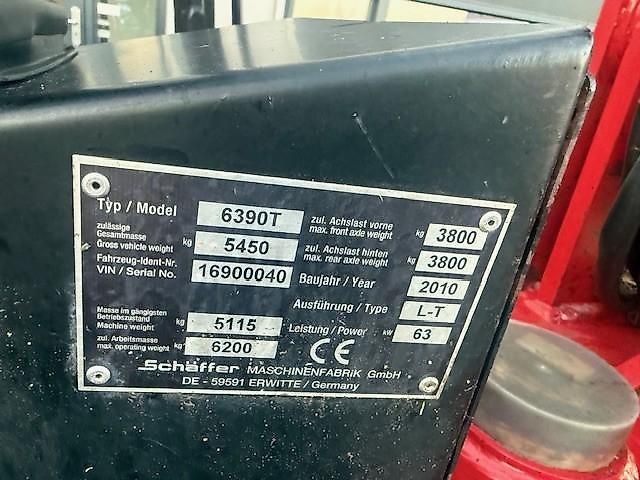 Typ / Model 6390T
zul. Achslast vorne
max. front axle weight kg 3800
zulässige
Gesamtmasse
Gross vehicle weight kg 5450
zul. Achslast hinten
max. rear axle weight kg 3800
Fahrzeug-Ident-Nr.
VIN / Serial No. 16900040
Baujahr / Year 2010
Ausführung / Type L-T
Masse im gängigsten
Betriebszustand
Machine weight kg 5115
Leistung / Power kW 63
zul. Arbeitsmasse
max. operating weight kg 6200
CE
Schäffer MASCHINENFABRIK GmbH
DE - 59591 ERWITTE / Germany